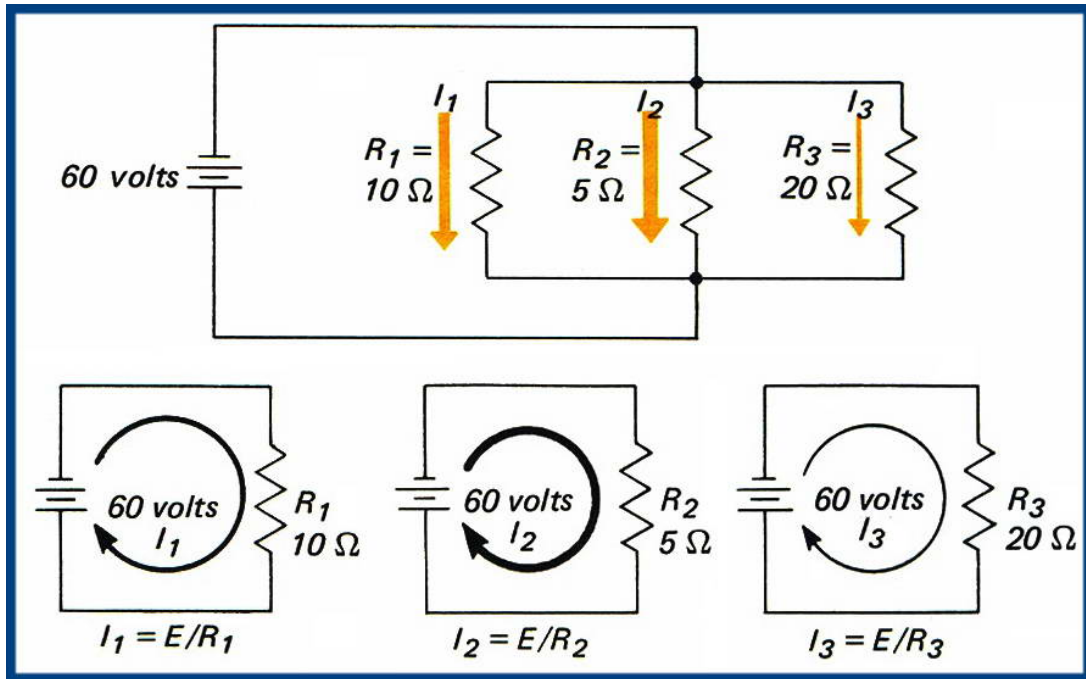 I1
I2
I3
60 volts
R1 =
10 Ω
R2 =
5 Ω
R3 =
20 Ω
60 volts
I1
R1
10 Ω
60 volts
I2
R2
5 Ω
60 volts
I3
R3
20 Ω
I1 = E/R1
I2 = E/R2
I3 = E/R3